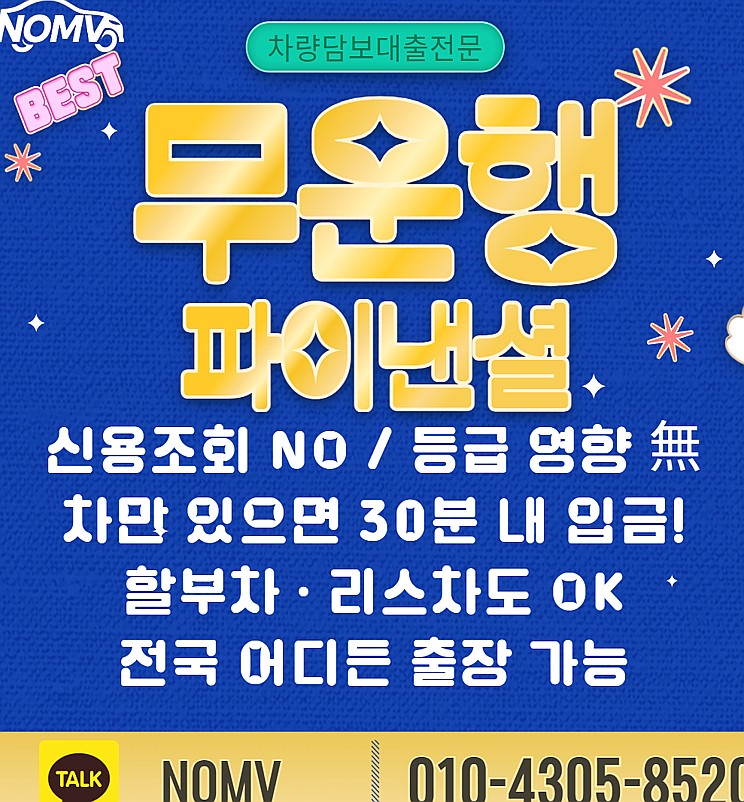 NOMV
차량담보대출전문
BEST
무운행
파이낸셜
신용조회 NO / 등급 영향 無
차만 있으면 30분 내 입금!
할부차·리스차도 OK
전국 어디든 출장 가능
TALK NOMV 010-4305-8520